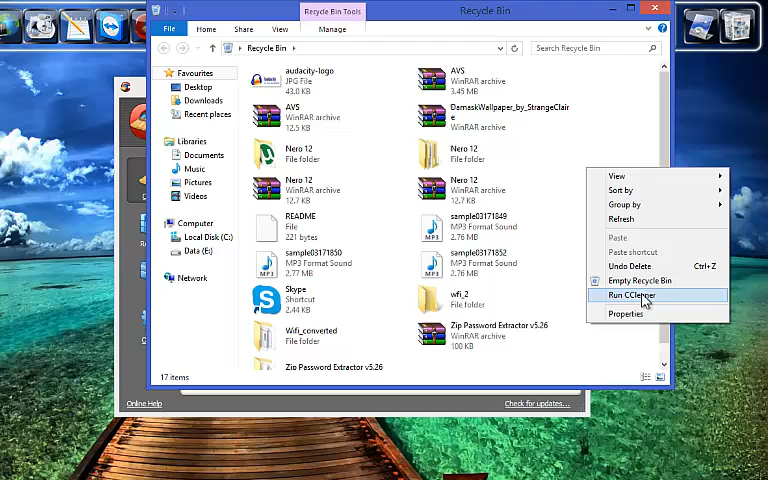 Recycle Bin Tools
Recycle Bin
File
Home
Share
View
Manage
Recycle Bin
Search Recycle Bin
Favourites
Desktop
Downloads
Recent places
Libraries
Documents
Music
Pictures
Videos
Computer
Local Disk (C:)
Data (E:)
Network
audacity-logo
JPG File
43.0 KB
AVS
WinRAR archive
3.45 MB
AVS
WinRAR archive
12.5 KB
DamaskWallpaper_by_StrangeClair
e
WinRAR archive
Nero 12
File folder
Nero 12
File folder
Nero 12
WinRAR archive
12.7 KB
Nero 12
WinRAR archive
12.7 KB
README
File
221 bytes
sample03171849
MP3 Format Sound
2.76 MB
sample03171850
MP3 Format Sound
2.77 MB
sample03171852
MP3 Format Sound
2.76 MB
Skype
Shortcut
2.44 KB
wfi_2
File folder
Wifi_converted
File folder
Zip Password Extractor v5.26
WinRAR archive
100 KB
Zip Password Extractor v5.26
17 items
View
Sort by
Group by
Refresh
Paste
Paste shortcut
Undo Delete Ctrl+Z
Empty Recycle Bin
Run CCleaner
Properties
Online Help
Check for updates...